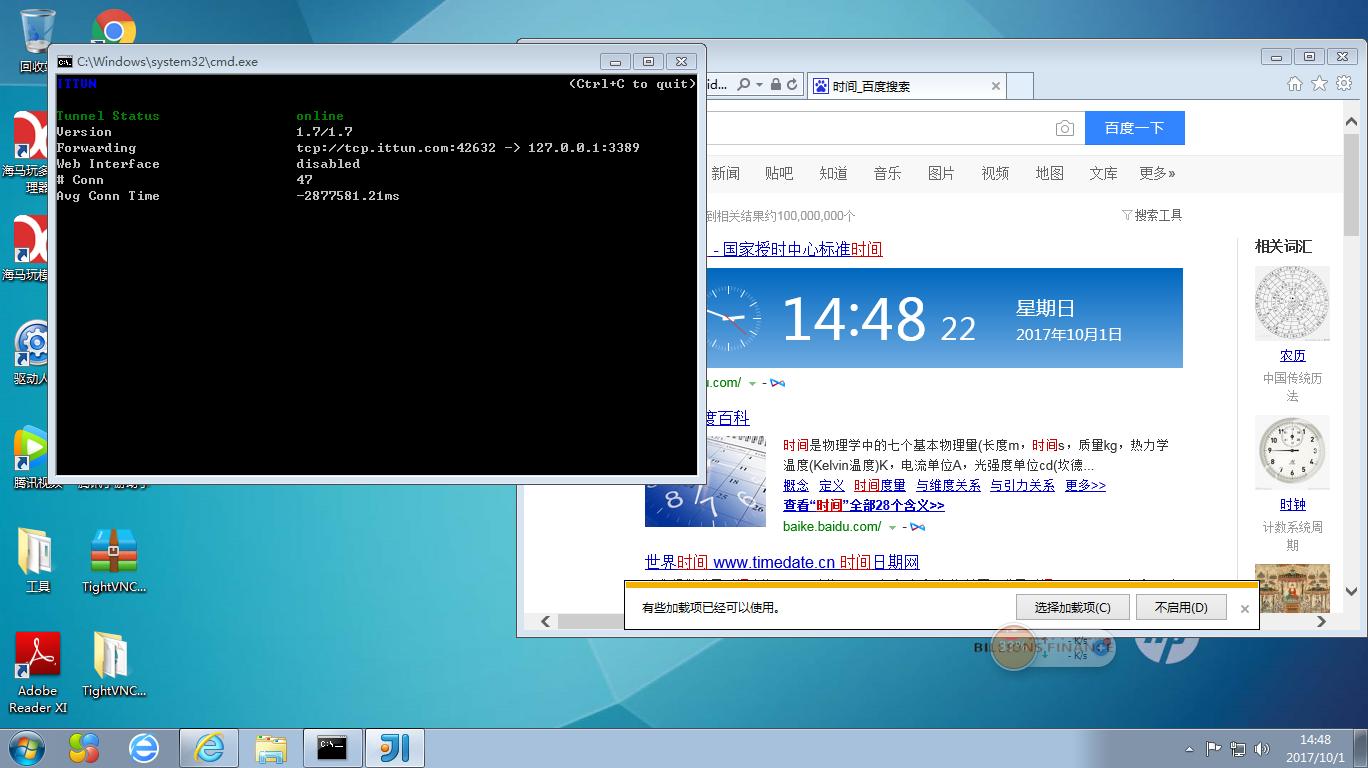 回收
C:\Windows\system32\cmd.exe
ITTUN
(Ctrl+C to quit)
Tunnel Status online
Version 1.7/1.7
Forwarding tcp://tcp.ittun.com:42632 -> 127.0.0.1:3389
Web Interface disabled
# Conn 47
Avg Conn Time -2877581.21ms
海马玩多
理器
海马玩模
驱动人
腾讯视频
工具
TightVNC...
Adobe
Reader XI
TightVNC...
id...
时间_百度搜索
百度一下
新闻 贴吧 知道 音乐 图片 视频 地图 文库 更多»
到相关结果约100,000,000个
搜索工具
- 国家授时中心标准时间
14:48 22
星期日
2017年10月1日
u.com/
度百科
时间是物理学中的七个基本物理量(长度m，时间s，质量kg，热力学
温度(Kelvin温度)K，电流单位A，光强度单位cd(坎德...
概念 定义 时间度量 与维度关系 与引力关系 更多>>
查看“时间”全部28个含义>>
baike.baidu.com/
世界时间 www.timedate.cn 时间日期网
相关词汇
农历
中国传统历
法
时钟
计数系统周
期
有些加载项已经可以使用。
选择加载项(C)
不启用(D)
BILLIONS.FINANCE
33%
- K/s
- K/s
hp
14:48
2017/10/1